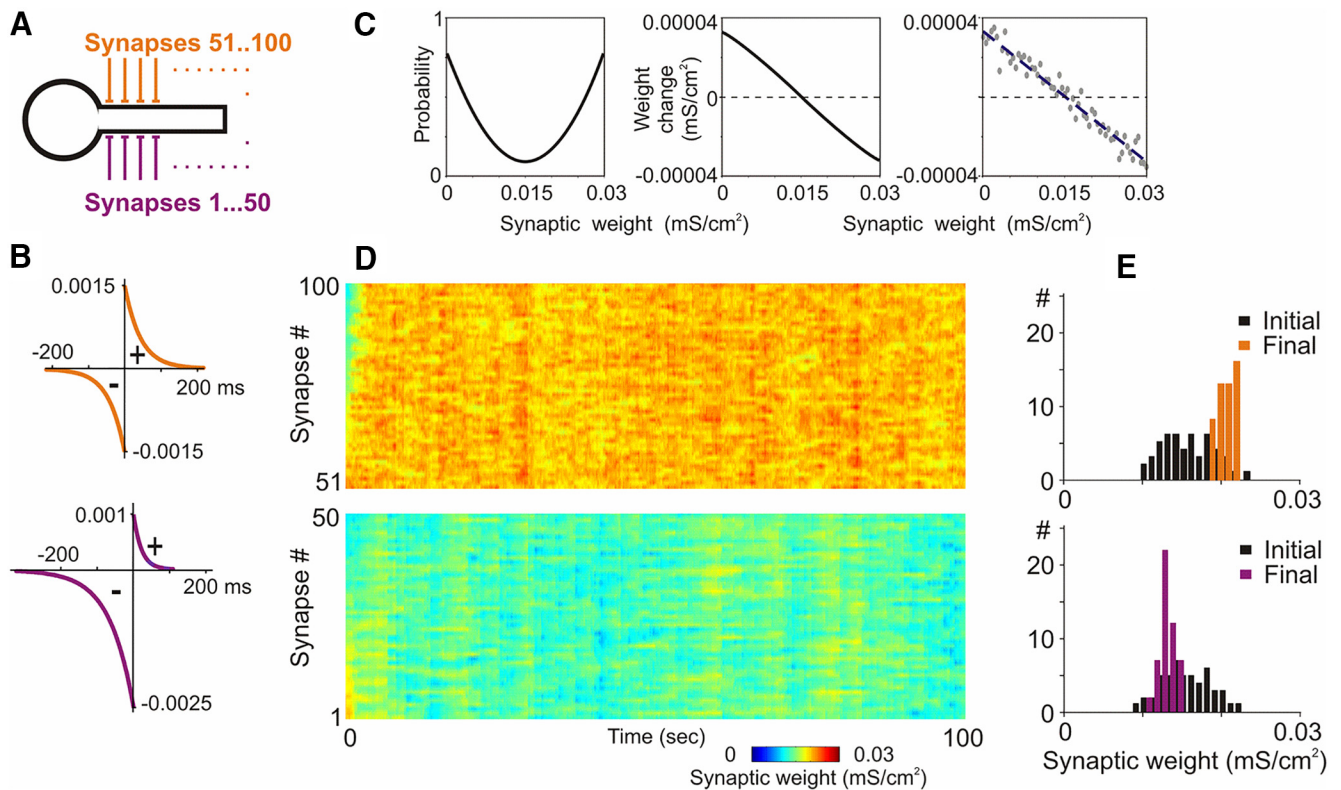 A
Synapses 51..100
Synapses 1...50
B
0.0015
-200
+
-
200 ms
-0.0015
0.001
-200
+
-
200 ms
-0.0025
C
1
Probability
0
0
0.015
0.03
Synaptic weight (mS/cm²)
0.00004
Weight
change
(mS/cm²)
0
-0.00004
0
0.015
0.03
0.00004
-0.00004
0
0.015
0.03
Synaptic weight (mS/cm²)
D
100
Synapse #
51
50
Synapse #
1
0
Time (sec)
100
0
0.03
Synaptic weight (mS/cm²)
E
#
20
10
0
Initial
Final
0
0.03
#
20
10
0
Initial
Final
0
0.03
Synaptic weight (mS/cm²)